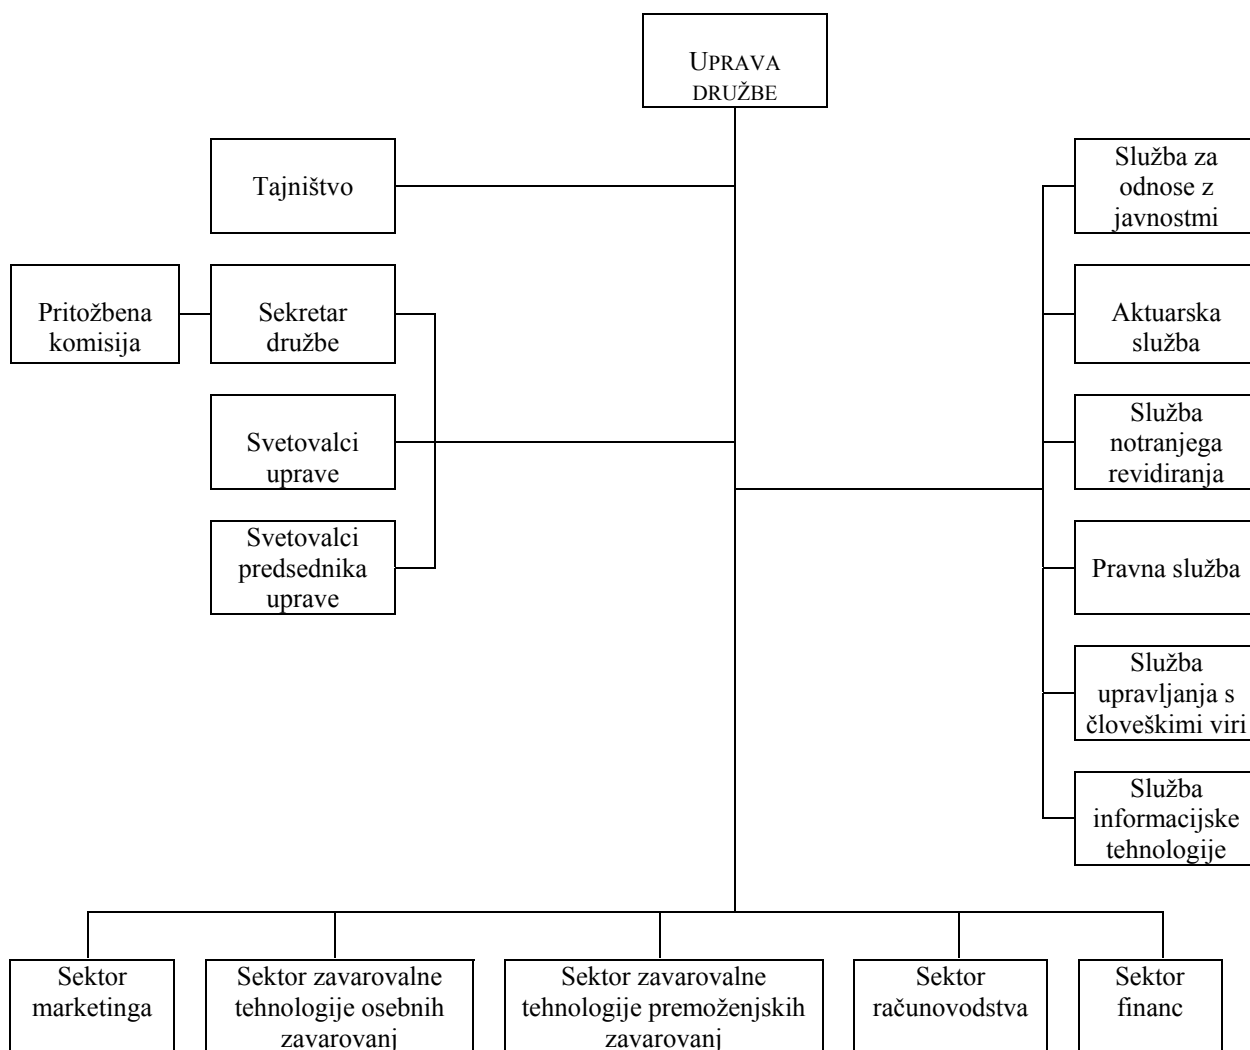 UPRAVA
DRUŽBE
Tajništvo
Služba za
odnose z
javnostmi
Pritožbena
komisija
Sekretar
družbe
Aktuarska
služba
Svetovalci
uprave
Služba
notranjega
revidiranja
Svetovalci
predsednika
uprave
Pravna služba
Služba
upravljanja s
človeškimi viri
Služba
informacijske
tehnologije
Sektor
marketinga
Sektor zavarovalne
tehnologije osebnih
zavarovanj
Sektor zavarovalne
tehnologije premoženjskih
zavarovanj
Sektor
računovodstva
Sektor
financ